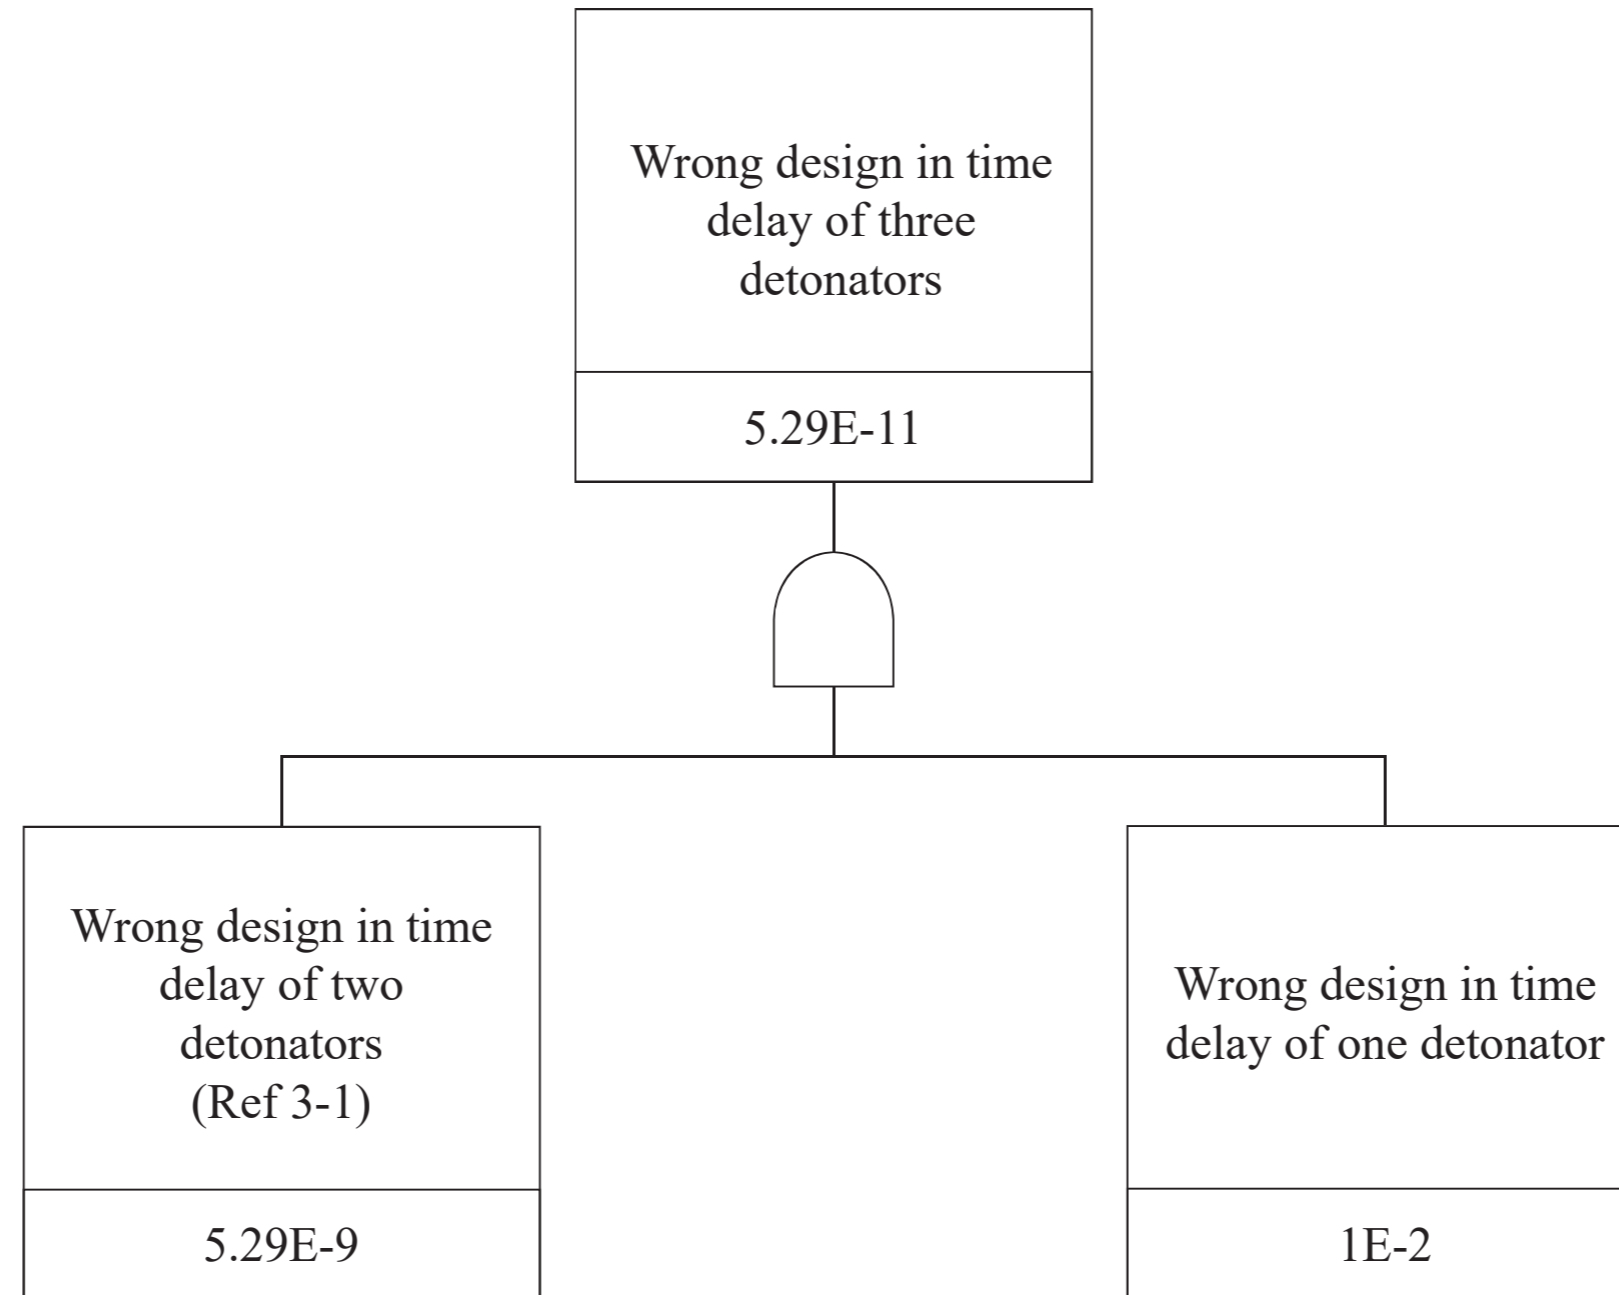 Wrong design in time
delay of three
detonators
5.29E-11
Wrong design in time
delay of two
detonators
(Ref 3-1)
5.29E-9
Wrong design in time
delay of one detonator
1E-2